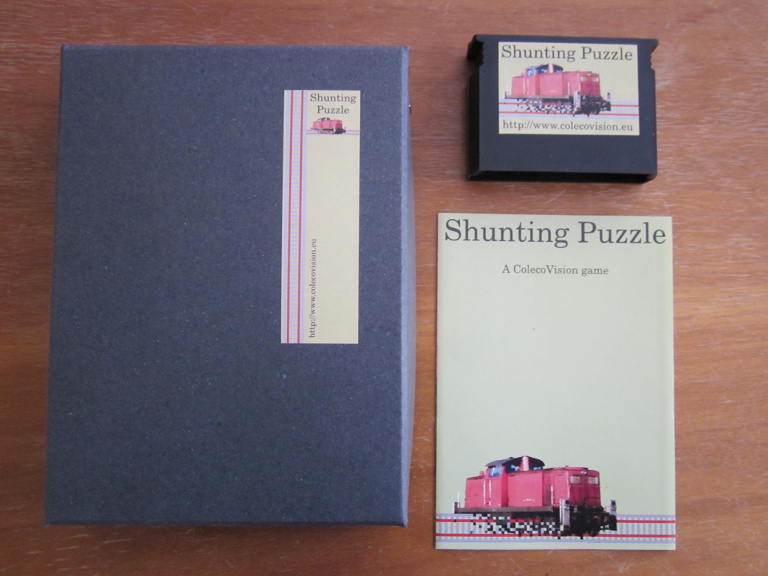 Shunting
Puzzle
http://www.colecovision.eu
Shunting Puzzle
http://www.colecovision.eu
Shunting Puzzle
A ColecoVision game